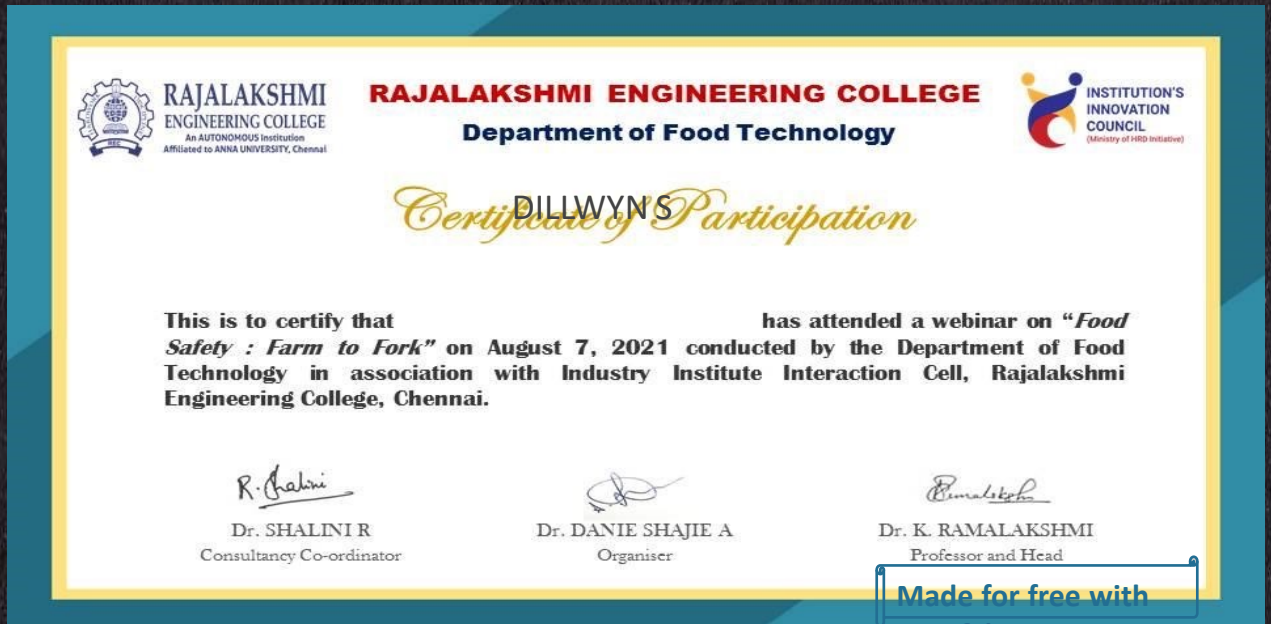 RAJALAKSHMI
ENGINEERING COLLEGE
An AUTONOMOUS Institution
Affiliated to ANNA UNIVERSITY, Chennai
REC
RAJALAKSHMI ENGINEERING COLLEGE
Department of Food Technology
INSTITUTION'S
INNOVATION
COUNCIL
(Ministry of HRD Initiative)
Certificate of Participation
DILLWYN S
This is to certify that has attended a webinar on “Food
Safety : Farm to Fork” on August 7, 2021 conducted by the Department of Food
Technology in association with Industry Institute Interaction Cell, Rajalakshmi
Engineering College, Chennai.
R. Shalini
Dr. SHALINI R
Consultancy Co-ordinator
Dr. DANIE SHAJIE A
Organiser
Dr. K. RAMALAKSHMI
Professor and Head
Made for free with